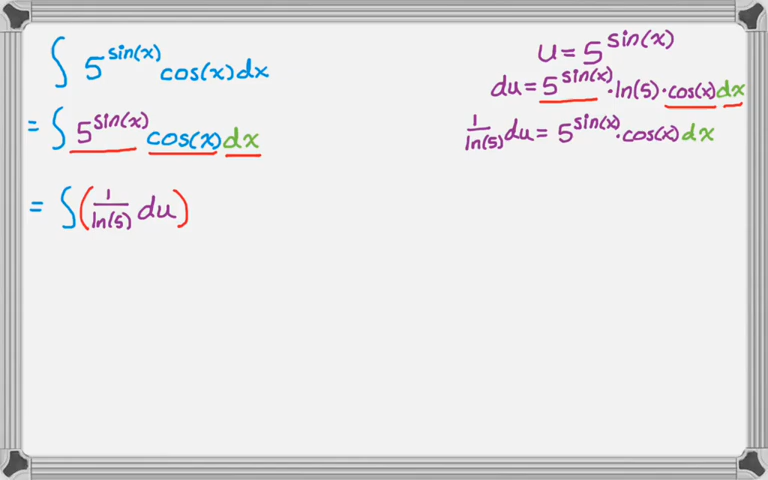 ∫ 5^sin(x) cos(x)dx
= ∫ 5^sin(x) cos(x) dx
= ∫ (1/ln(5) du)
u = 5^sin(x)
du = 5^sin(x) · ln(5) · cos(x) dx
1/ln(5) du = 5^sin(x) · cos(x) dx